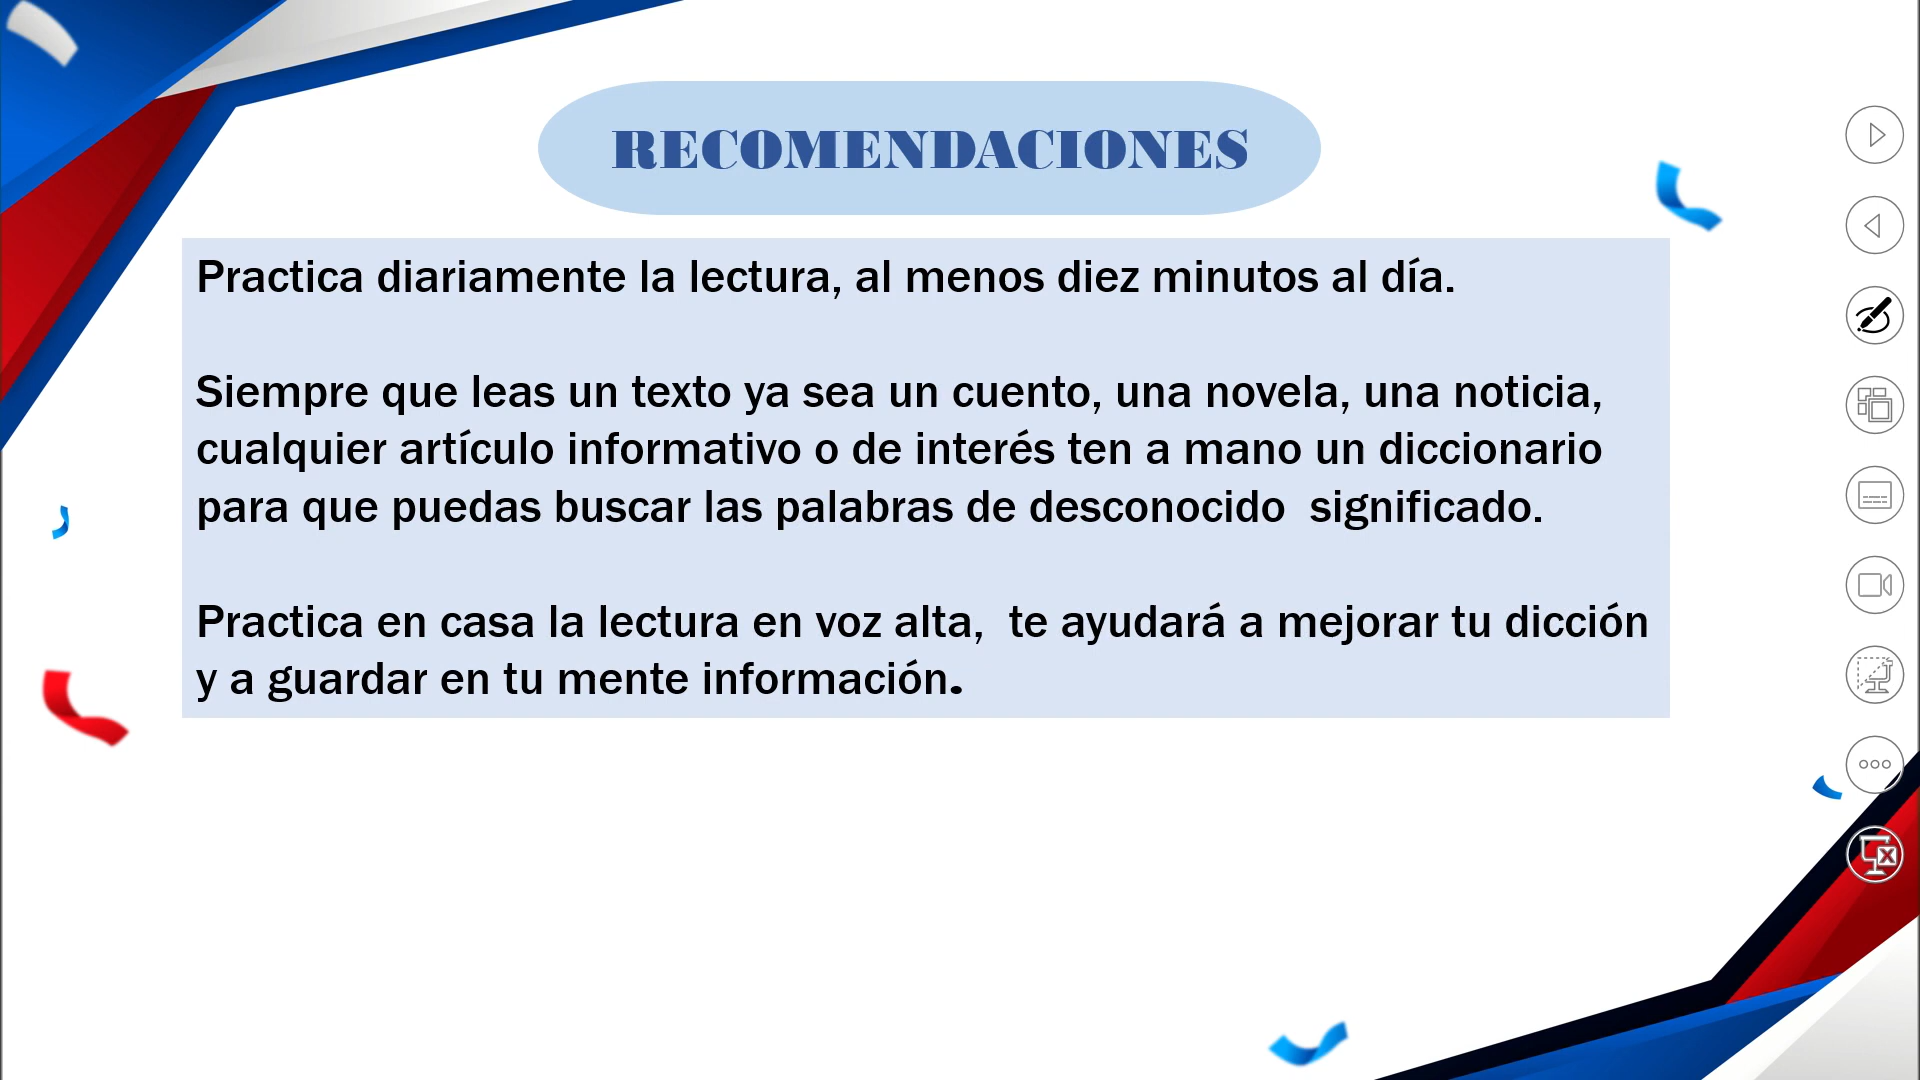 RECOMENDACIONES
Practica diariamente la lectura, al menos diez minutos al día.
Siempre que leas un texto ya sea un cuento, una novela, una noticia,
cualquier artículo informativo o de interés ten a mano un diccionario
para que puedas buscar las palabras de desconocido  significado.
Practica en casa la lectura en voz alta,  te ayudará a mejorar tu dicción
y a guardar en tu mente información.